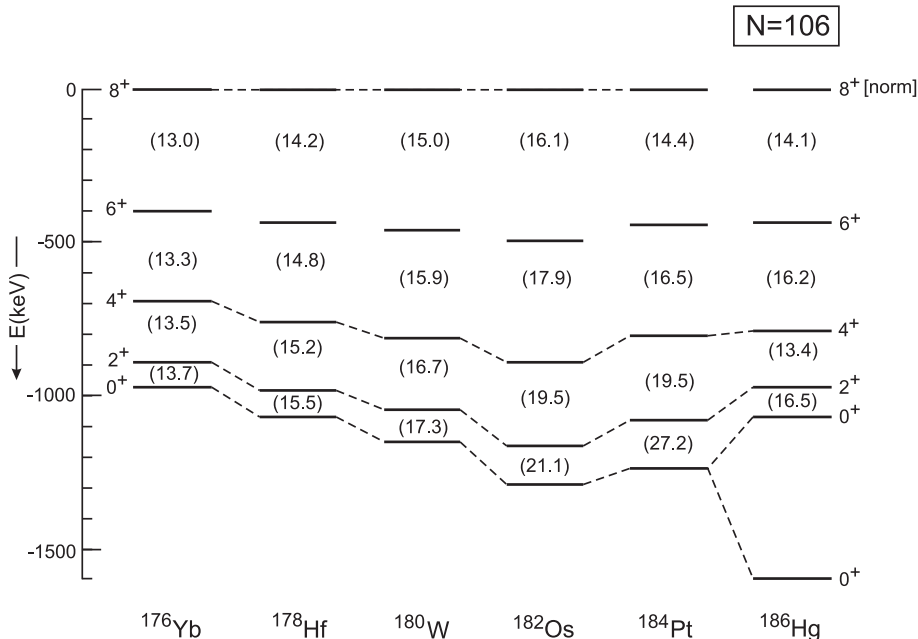 N=106
0 8⁺ 8⁺ [norm]
(13.0) (14.2) (15.0) (16.1) (14.4) (14.1)
6⁺ 6⁺
-500
(13.3) (14.8) (15.9) (17.9) (16.5) (16.2)
E(keV)
4⁺ 4⁺
(13.5) (15.2) (16.7) (19.5) (19.5) (13.4)
2⁺ 2⁺
(13.7) (15.5) (17.3) (21.1) (27.2) (16.5)
0⁺ 0⁺
-1000
-1500
0⁺
¹⁷⁶Yb ¹⁷⁸Hf ¹⁸⁰W ¹⁸²Os ¹⁸⁴Pt ¹⁸⁶Hg